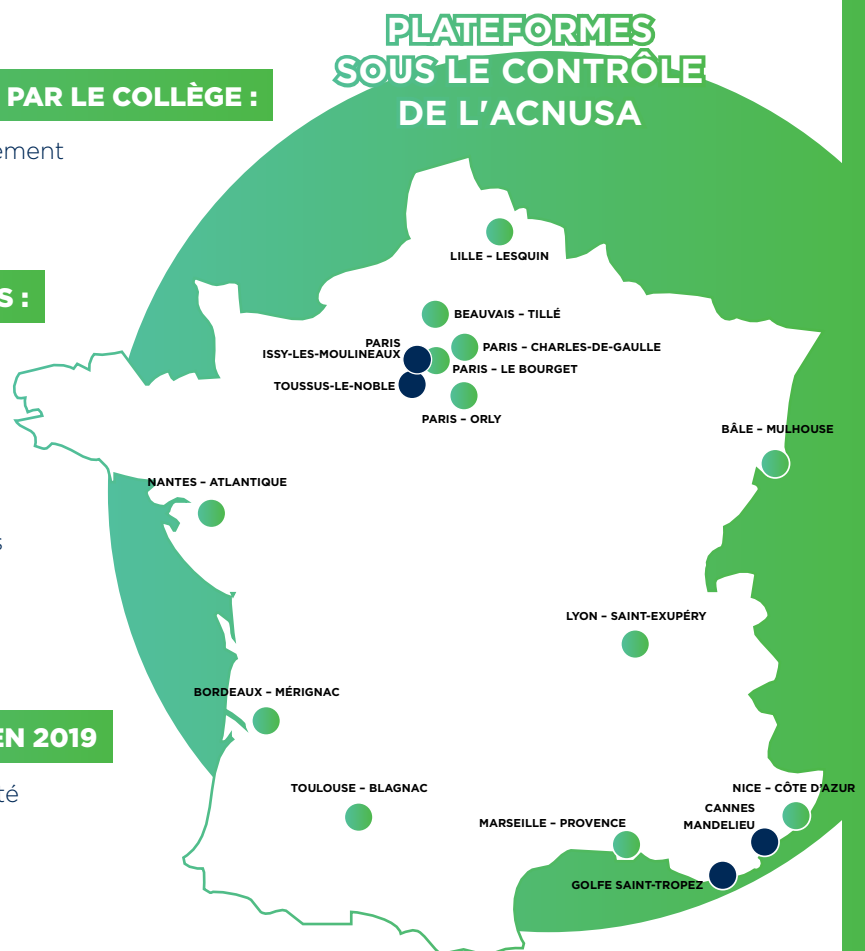 PLATEFORMES
SOUS LE CONTRÔLE
DE L'ACNUSA
PAR LE COLLÈGE :
ement
S :
s
EN 2019
té
LILLE – LESQUIN
BEAUVAIS – TILLÉ
PARIS
ISSY-LES-MOULINEAUX
PARIS – CHARLES-DE-GAULLE
PARIS – LE BOURGET
TOUSSUS-LE-NOBLE
PARIS – ORLY
BÂLE – MULHOUSE
NANTES – ATLANTIQUE
LYON – SAINT-EXUPÉRY
BORDEAUX – MÉRIGNAC
TOULOUSE – BLAGNAC
NICE – CÔTE D'AZUR
CANNES
MANDELIEU
MARSEILLE – PROVENCE
GOLFE SAINT-TROPEZ